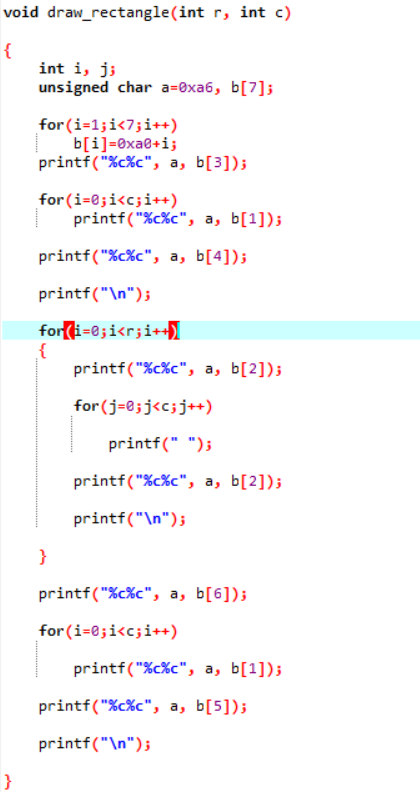 void draw_rectangle(int r, int c)
{
int i, j;
unsigned char a=0xa6, b[7];
for(i=1;i<7;i++)
b[i]=0xa0+i;
printf("%c%c", a, b[3]);
for(i=0;i<c;i++)
printf("%c%c", a, b[1]);
printf("%c%c", a, b[4]);
printf("\n");
for(i=0;i<r;i++)
{
printf("%c%c", a, b[2]);
for(j=0;j<c;j++)
printf(" ");
printf("%c%c", a, b[2]);
printf("\n");
}
printf("%c%c", a, b[6]);
for(i=0;i<c;i++)
printf("%c%c", a, b[1]);
printf("%c%c", a, b[5]);
printf("\n");
}